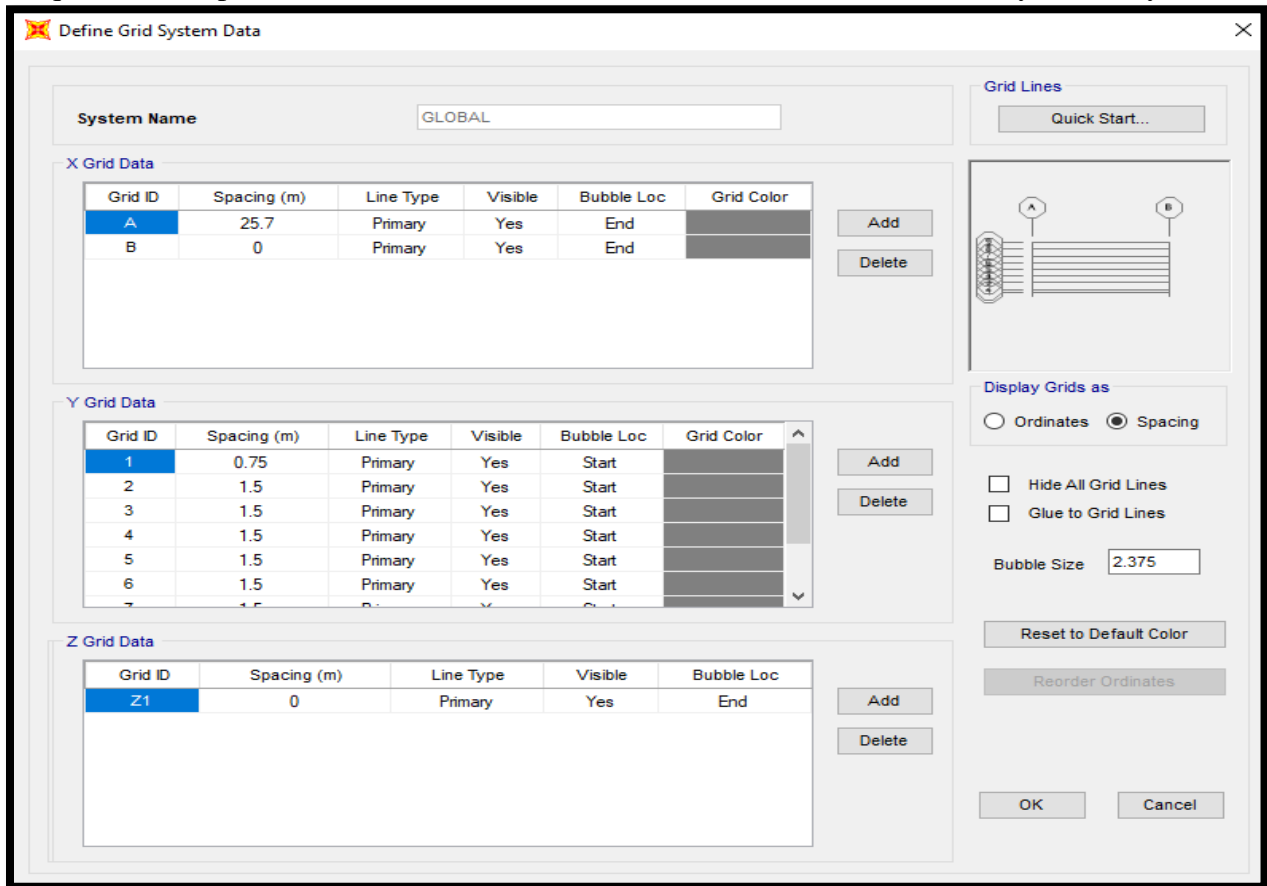 Define Grid System Data
Grid Lines
System Name GLOBAL Quick Start...
X Grid Data
Grid ID Spacing (m) Line Type Visible Bubble Loc Grid Color
A 25.7 Primary Yes End Add
B 0 Primary Yes End Delete
A B
Display Grids as
Ordinates Spacing
Y Grid Data
Grid ID Spacing (m) Line Type Visible Bubble Loc Grid Color
1 0.75 Primary Yes Start Add
2 1.5 Primary Yes Start Delete
3 1.5 Primary Yes Start
4 1.5 Primary Yes Start
5 1.5 Primary Yes Start
6 1.5 Primary Yes Start
Hide All Grid Lines
Glue to Grid Lines
Bubble Size 2.375
Reset to Default Color
Reorder Ordinates
Z Grid Data
Grid ID Spacing (m) Line Type Visible Bubble Loc
Z1 0 Primary Yes End Add
Delete
OK Cancel